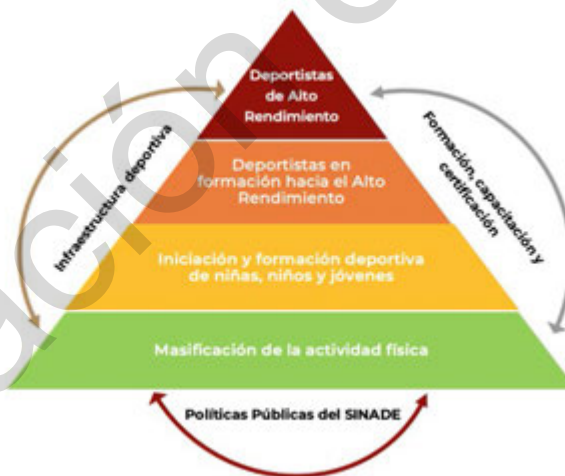 Deportistas
de Alto
Rendimiento
Deportistas en
formación hacia el Alto
Rendimiento
Iniciación y formación deportiva
de niñas, niños y jóvenes
Masificación de la actividad física
Infraestructura deportiva
Formación, capacitación y
certificación
Políticas Públicas del SINADE